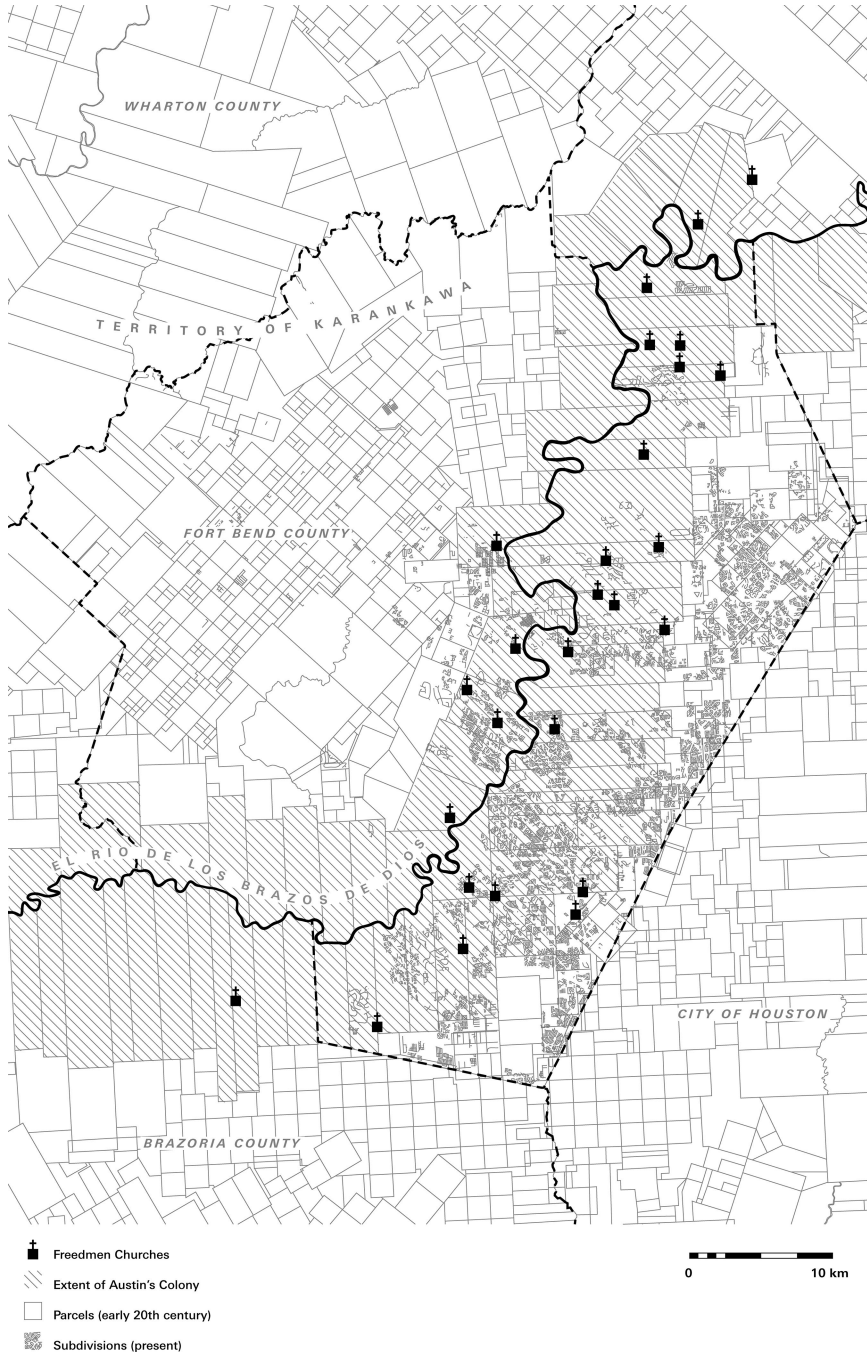 WHARTON COUNTY
TERRITORY OF KARANKAWA
FORT BEND COUNTY
EL RIO DE LOS BRAZOS DE DIOS
CITY OF HOUSTON
BRAZORIA COUNTY
Freedmen Churches
Extent of Austin's Colony
Parcels (early 20th century)
Subdivisions (present)
0 10 km